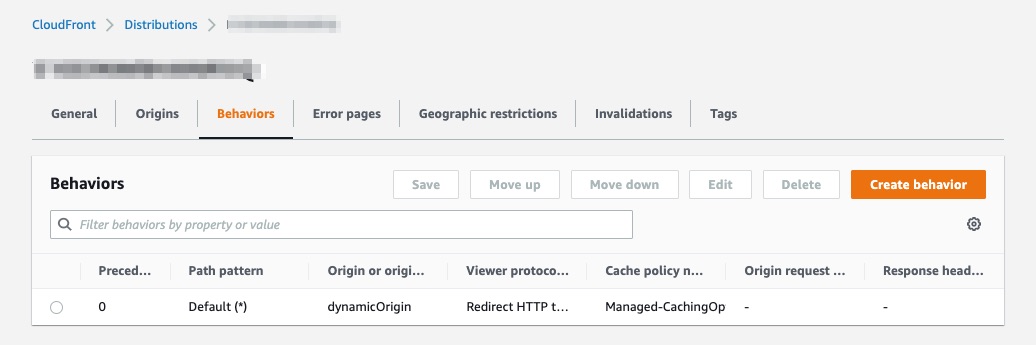 CloudFront > Distributions >
General Origins Behaviors Error pages Geographic restrictions Invalidations Tags
Behaviors Save Move up Move down Edit Delete Create behavior
Filter behaviors by property or value
Preced... Path pattern Origin or origi... Viewer protoco... Cache policy n... Origin request ... Response head...
0 Default (*) dynamicOrigin Redirect HTTP t... Managed-CachingOp - -